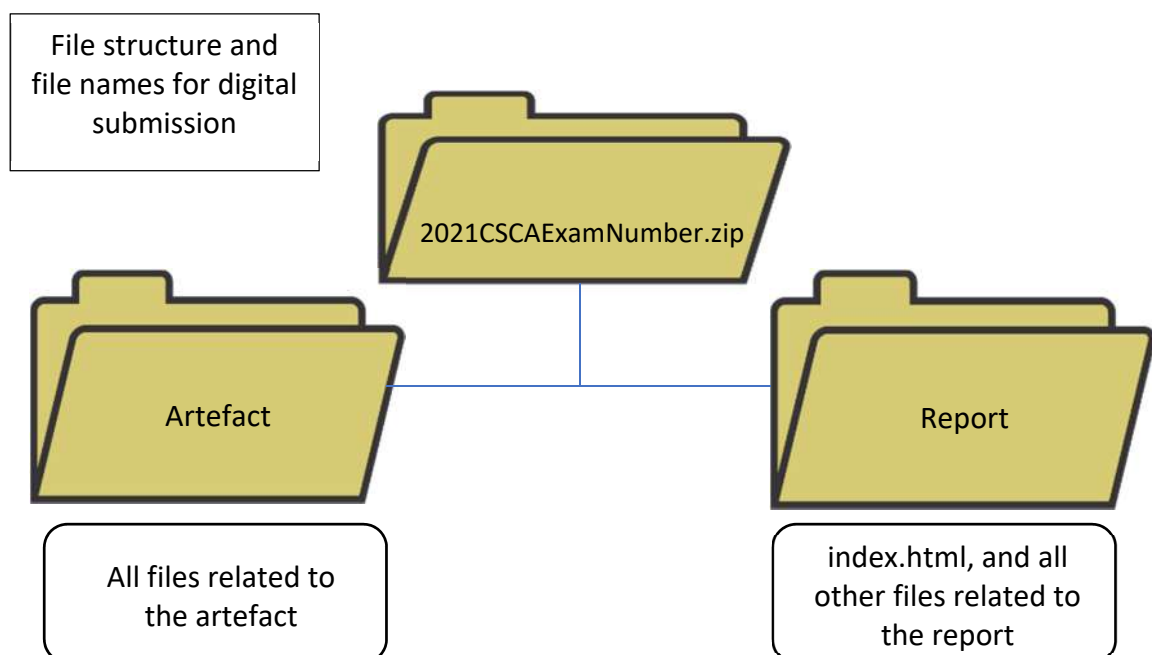 File structure and
file names for digital
submission
2021CSCAExamNumber.zip
Artefact
Report
All files related to
the artefact
index.html, and all
other files related to
the report